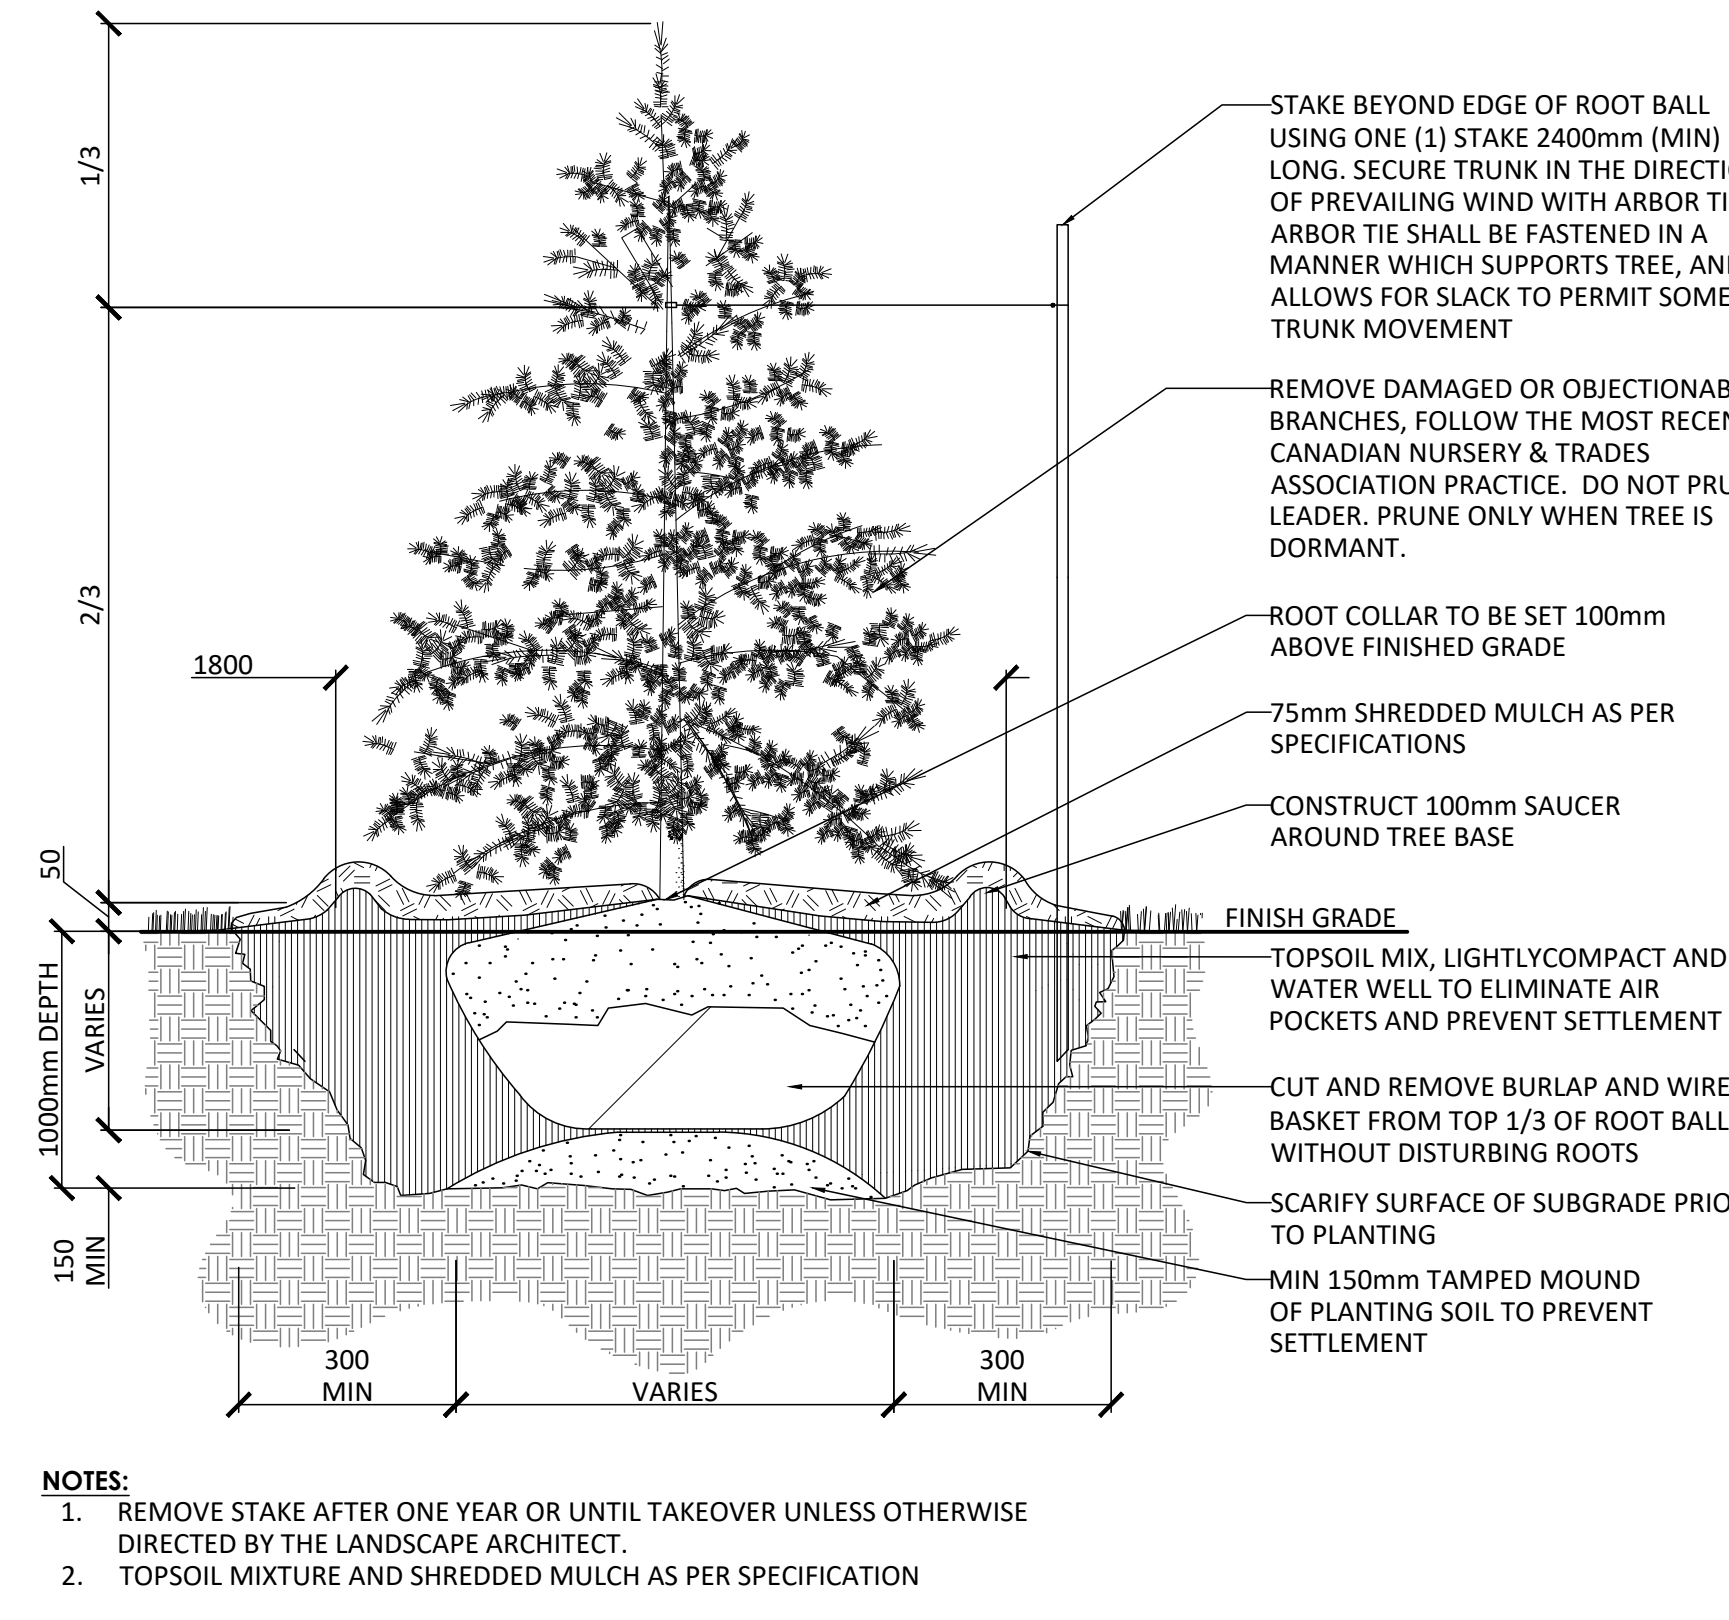 1/3
2/3
1800
50
1000mm DEPTH
VARIES
150
MIN
300
MIN
VARIES
300
MIN
STAKE BEYOND EDGE OF ROOT BALL
USING ONE (1) STAKE 2400mm (MIN)
LONG. SECURE TRUNK IN THE
OF PREVAILING WIND WITH ARBOR
ARBOR TIE SHALL BE FASTENED IN A
MANNER WHICH SUPPORTS TREE,
ALLOWS FOR SLACK TO PERMIT SOME
TRUNK MOVEMENT
REMOVE DAMAGED OR
BRANCHES, FOLLOW THE MOST
CANADIAN NURSERY & TRADES
ASSOCIATION PRACTICE. DO NOT
LEADER. PRUNE ONLY WHEN TREE IS
DORMANT.
ROOT COLLAR TO BE SET 100mm
ABOVE FINISHED GRADE
75mm SHREDDED MULCH AS PER
SPECIFICATIONS
CONSTRUCT 100mm SAUCER
AROUND TREE BASE
FINISH GRADE
TOPSOIL MIX, LIGHTLYCOMPACT AND
WATER WELL TO ELIMINATE AIR
POCKETS AND PREVENT SETTLEMENT
CUT AND REMOVE BURLAP AND WIRE
BASKET FROM TOP 1/3 OF ROOT BALL
WITHOUT DISTURBING ROOTS
SCARIFY SURFACE OF SUBGRADE
TO PLANTING
MIN 150mm TAMPED MOUND
OF PLANTING SOIL TO PREVENT
SETTLEMENT
NOTES:
1. REMOVE STAKE AFTER ONE YEAR OR UNTIL TAKEOVER UNLESS OTHERWISE
DIRECTED BY THE LANDSCAPE ARCHITECT.
2. TOPSOIL MIXTURE AND SHREDDED MULCH AS PER SPECIFICATION